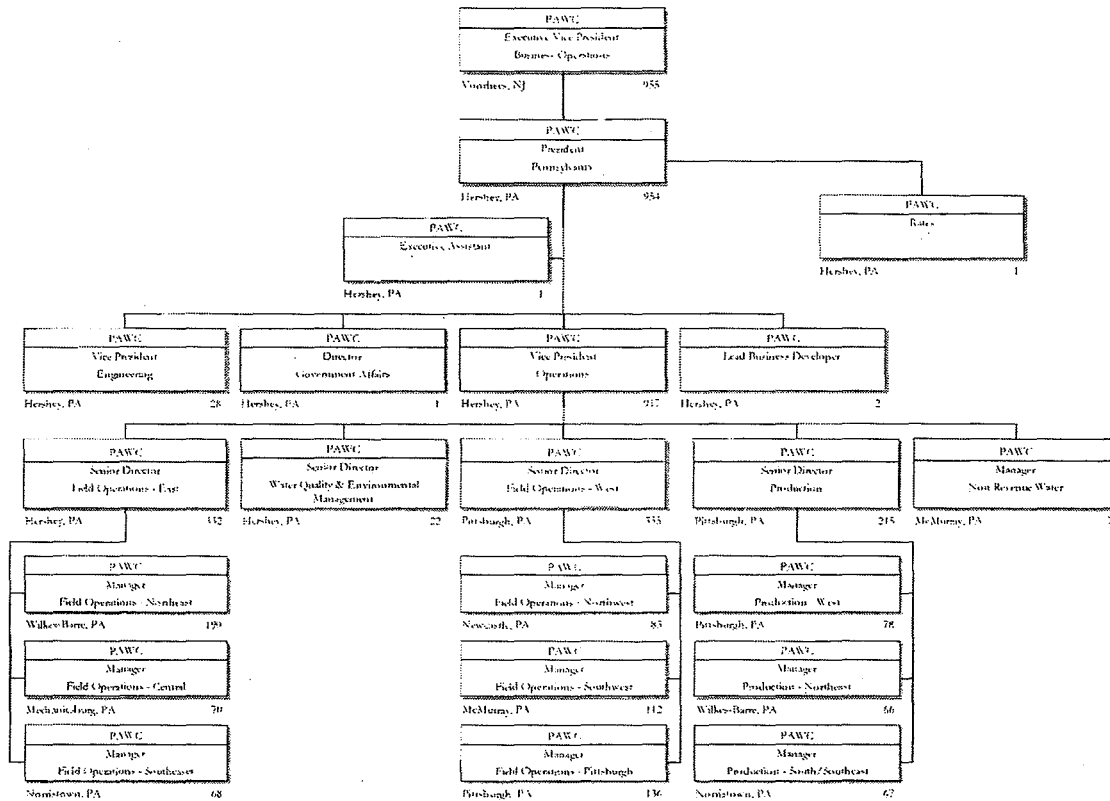 PAWC
Executive Vice President
Business Operations
Voorhees, NJ 955
PAWC
President
Pennsylvania
Hershey, PA 954
PAWC
Rates
Hershey, PA 1
PAWC
Executive Assistant
Hershey, PA 1
PAWC
Vice President
Engineering
Hershey, PA 28
PAWC
Director
Government Affairs
Hershey, PA 1
PAWC
Vice President
Operations
Hershey, PA
PAWC
Lead Business Developer
Hershey, PA 2
PAWC
Senior Director
Field Operations - East
Hershey, PA
PAWC
Senior Director
Water Quality & Environmental
Management
Hershey, PA 22
PAWC
Senior Director
Field Operations - West
Pittsburgh, PA
PAWC
Senior Director
Production
Pittsburgh, PA 215
PAWC
Manager
Non Revenue Water
McMurray, PA
PAWC
Manager
Field Operations - Northeast
Wilkes-Barre, PA
PAWC
Manager
Field Operations - Central
Mechanicsburg, PA 70
PAWC
Manager
Field Operations - Southeast
Norristown, PA 68
PAWC
Manager
Field Operations - Northwest
Newcastle, PA
PAWC
Manager
Field Operations - Southwest
McMurray, PA 112
PAWC
Manager
Field Operations - Pittsburgh
Pittsburgh, PA 136
PAWC
Manager
Production - West
Pittsburgh, PA 78
PAWC
Manager
Production - Northeast
Wilkes-Barre, PA 66
PAWC
Manager
Production - South/Southeast
Norristown, PA 67